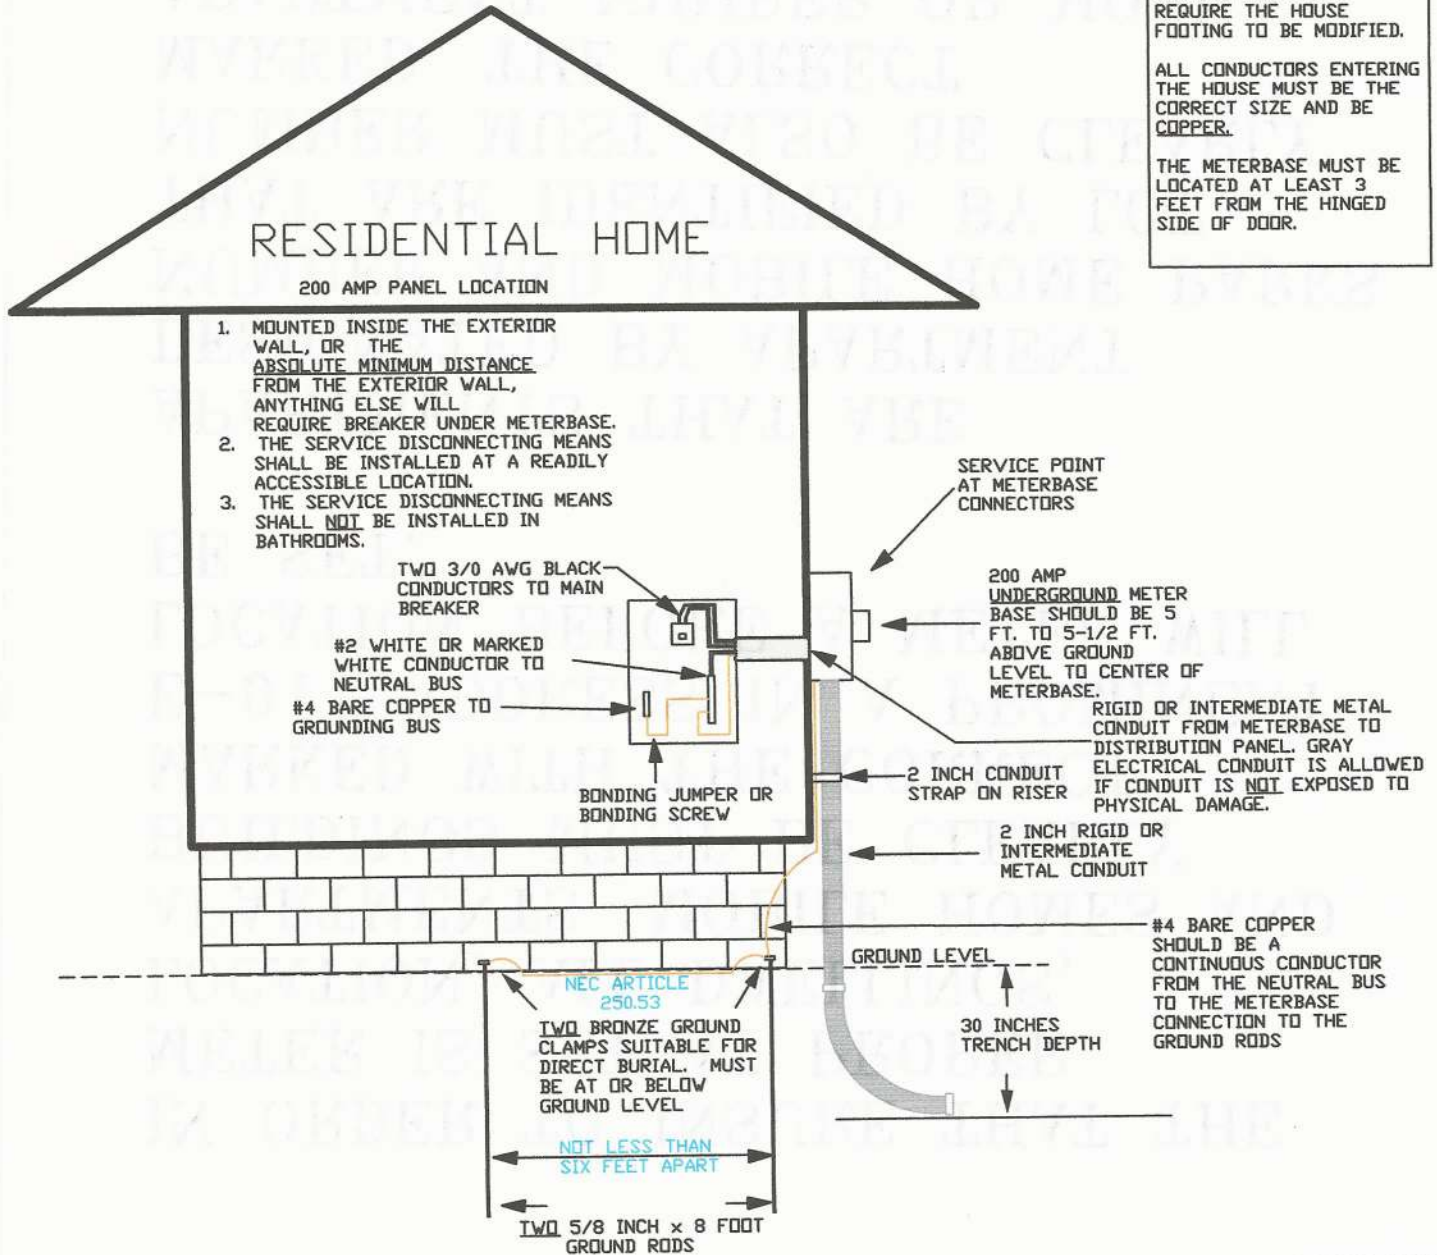 REQUIRE THE HOUSE
FOOTING TO BE MODIFIED.
ALL CONDUCTORS ENTERING
THE HOUSE MUST BE THE
CORRECT SIZE AND BE
COPPER.
THE METERBASE MUST BE
LOCATED AT LEAST 3
FEET FROM THE HINGED
SIDE OF DOOR.
RESIDENTIAL HOME
200 AMP PANEL LOCATION
1. MOUNTED INSIDE THE EXTERIOR
WALL, OR THE
ABSOLUTE MINIMUM DISTANCE
FROM THE EXTERIOR WALL,
ANYTHING ELSE WILL
REQUIRE BREAKER UNDER METERBASE.
2. THE SERVICE DISCONNECTING MEANS
SHALL BE INSTALLED AT A READILY
ACCESSIBLE LOCATION.
3. THE SERVICE DISCONNECTING MEANS
SHALL NOT BE INSTALLED IN
BATHROOMS.
SERVICE POINT
AT METERBASE
CONNECTORS
TWO 3/0 AWG BLACK
CONDUCTORS TO MAIN
BREAKER
#2 WHITE OR MARKED
WHITE CONDUCTOR TO
NEUTRAL BUS
#4 BARE COPPER TO
GROUNDING BUS
BONDING JUMPER OR
BONDING SCREW
200 AMP
UNDERGROUND METER
BASE SHOULD BE 5
FT. TO 5-1/2 FT.
ABOVE GROUND
LEVEL TO CENTER OF
METERBASE.
RIGID OR INTERMEDIATE METAL
CONDUIT FROM METERBASE TO
DISTRIBUTION PANEL. GRAY
ELECTRICAL CONDUIT IS ALLOWED
IF CONDUIT IS NOT EXPOSED TO
PHYSICAL DAMAGE.
2 INCH CONDUIT
STRAP ON RISER
2 INCH RIGID OR
INTERMEDIATE
METAL CONDUIT
#4 BARE COPPER
SHOULD BE A
CONTINUOUS CONDUCTOR
FROM THE NEUTRAL BUS
TO THE METERBASE
CONNECTION TO THE
GROUND RODS
GROUND LEVEL
30 INCHES
TRENCH DEPTH
NEC ARTICLE
250.53
TWO BRONZE GROUND
CLAMPS SUITABLE FOR
DIRECT BURIAL. MUST
BE AT OR BELOW
GROUND LEVEL
NOT LESS THAN
SIX FEET APART
TWO 5/8 INCH x 8 FOOT
GROUND RODS